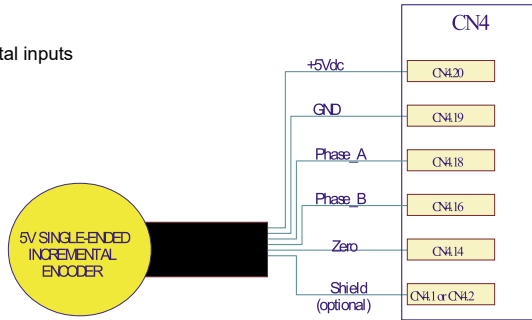 tal inputs
CN4
+5Vdc
CN4.20
GND
CN4.19
Phase_A
CN4.18
Phase_B
CN4.16
5V SINGLE-ENDED
INCREMENTAL
ENCODER
Zero
CN4.14
Shield
(optional)
CN4.1 or CN4.2